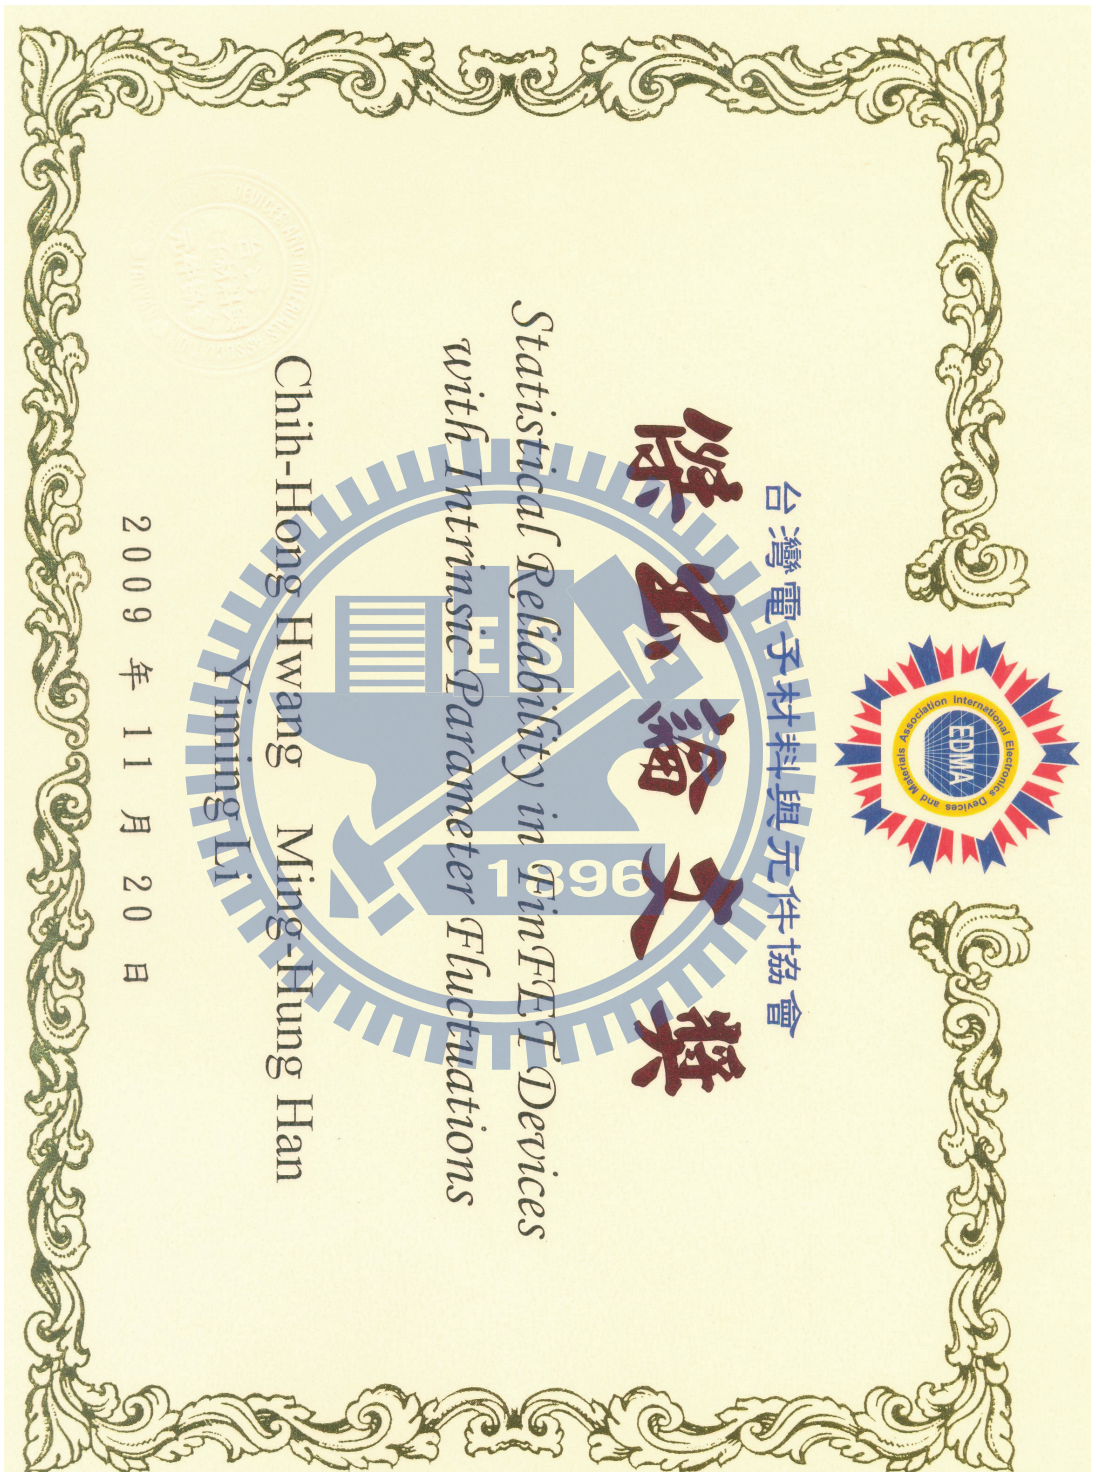 International Electronics Devices and Materials Association
EDMA
台灣電子材料與元件協會
傑出論文獎
Statistical Reliability in FinFET Devices
with Intrinsic Parameter Fluctuations
Chih-Hong Hwang Ming-Hung Han
Yiming Li
2009 年 11 月 20 日
ES
1896